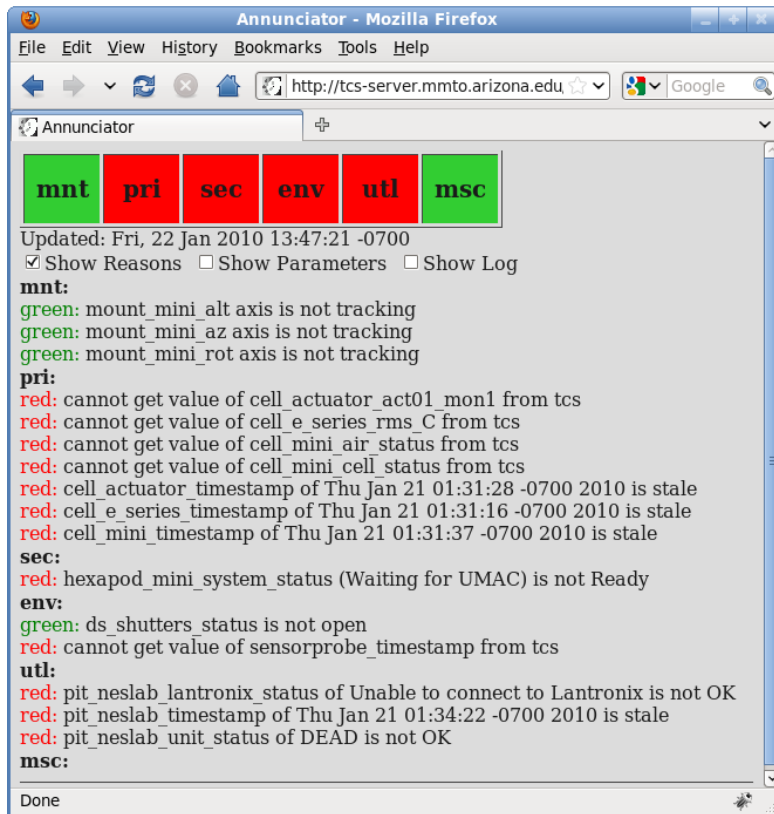 Annunciator - Mozilla Firefox
File Edit View History Bookmarks Tools Help
http://tcs-server.mmto.arizona.edu Google
Annunciator
mnt pri sec env utl msc
Updated: Fri, 22 Jan 2010 13:47:21 -0700
Show Reasons Show Parameters Show Log
mnt:
green: mount_mini_alt axis is not tracking
green: mount_mini_az axis is not tracking
green: mount_mini_rot axis is not tracking
pri:
red: cannot get value of cell_actuator_act01_mon1 from tcs
red: cannot get value of cell_e_series_rms_C from tcs
red: cannot get value of cell_mini_air_status from tcs
red: cannot get value of cell_mini_cell_status from tcs
red: cell_actuator_timestamp of Thu Jan 21 01:31:28 -0700 2010 is stale
red: cell_e_series_timestamp of Thu Jan 21 01:31:16 -0700 2010 is stale
red: cell_mini_timestamp of Thu Jan 21 01:31:37 -0700 2010 is stale
sec:
red: hexapod_mini_system_status (Waiting for UMAC) is not Ready
env:
green: ds_shutters_status is not open
red: cannot get value of sensorprobe_timestamp from tcs
utl:
red: pit_neslab_lantronix_status of Unable to connect to Lantronix is not OK
red: pit_neslab_timestamp of Thu Jan 21 01:34:22 -0700 2010 is stale
red: pit_neslab_unit_status of DEAD is not OK
msc:
Done